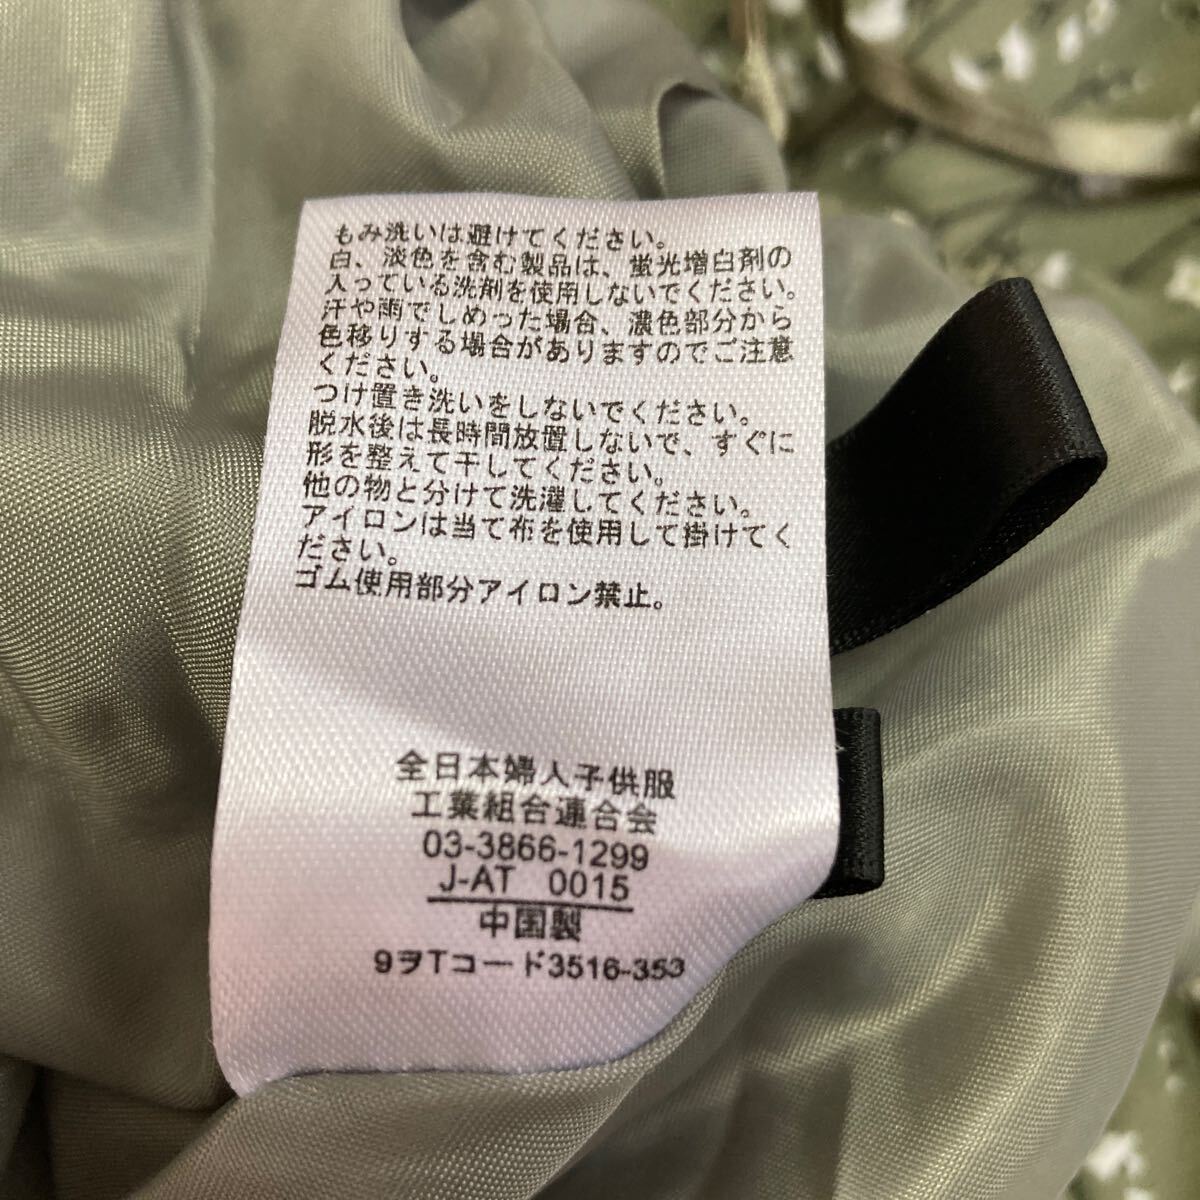 もみ洗いは避けてください。
白、淡色を含む製品は、蛍光増白剤の
入っている洗剤を使用しないでください。
汗や雨でしめった場合、濃色部分から
色移りする場合がありますのでご注意
ください。
つけ置き洗いをしないでください。
脱水後は長時間放置しないで、すぐに
形を整えて干してください。
他の物と分けて洗濯してください。
アイロンは当て布を使用して掛けてく
ださい。
ゴム使用部分アイロン禁止。
全日本婦人子供服
工業組合連合会
03-3866-1299
J-AT 0015
中国製
9ヲTコード3516-353